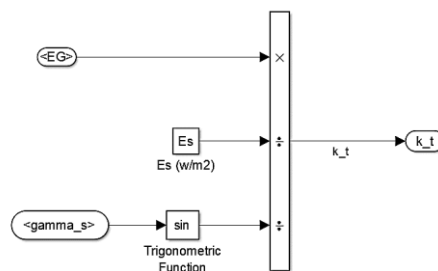 <EG>
×
Es
÷
Es (w/m2)
k_t
k_t
<gamma_s>
sin
÷
Trigonometric
Function